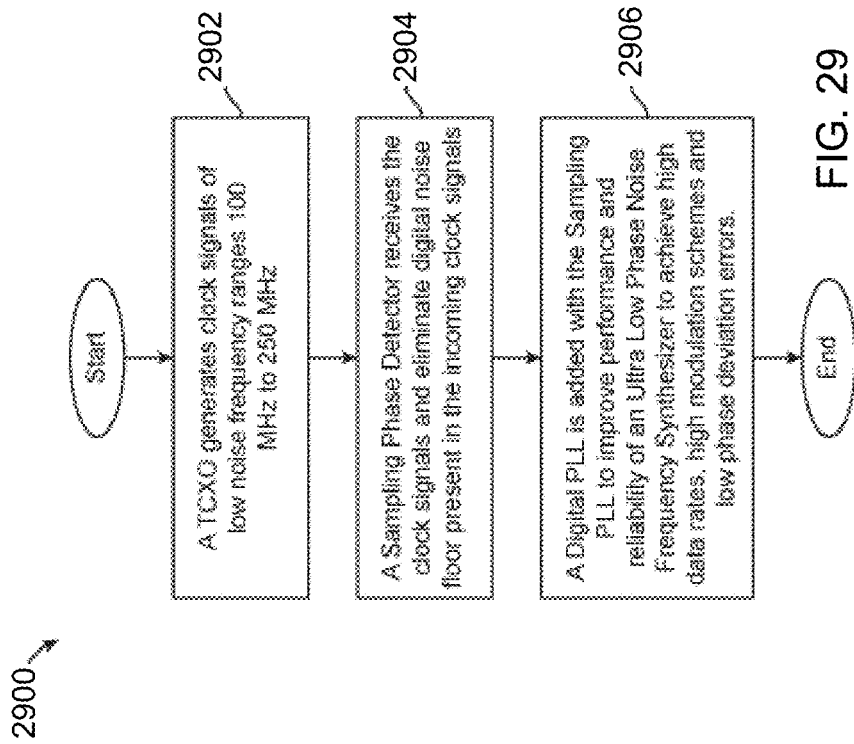 2900
Start
A TCXO generates clock signals of
low noise frequency ranges 100
MHz to 250 MHz
2902
A Sampling Phase Detector receives the
clock signals and eliminate digital noise
floor present in the incoming clock signals
2904
A Digital PLL is added with the Sampling
PLL to improve performance and
reliability of an Ultra Low Phase Noise
Frequency Synthesizer to achieve high
data rates, high modulation schemes and
low phase deviation errors.
2906
End
FIG. 29